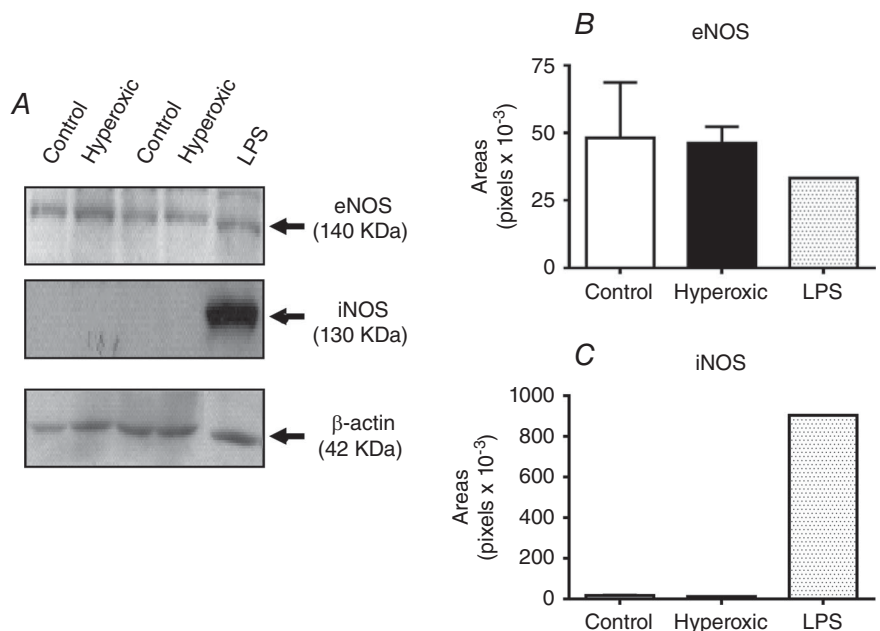 A
Control
Hyperoxic
Control
Hyperoxic
LPS
eNOS
(140 KDa)
iNOS
(130 KDa)
β-actin
(42 KDa)
B
eNOS
Areas
(pixels x 10⁻³)
75
50
25
0
Control Hyperoxic LPS
C
iNOS
Areas
(pixels x 10⁻³)
1000
800
600
400
200
0
Control Hyperoxic LPS